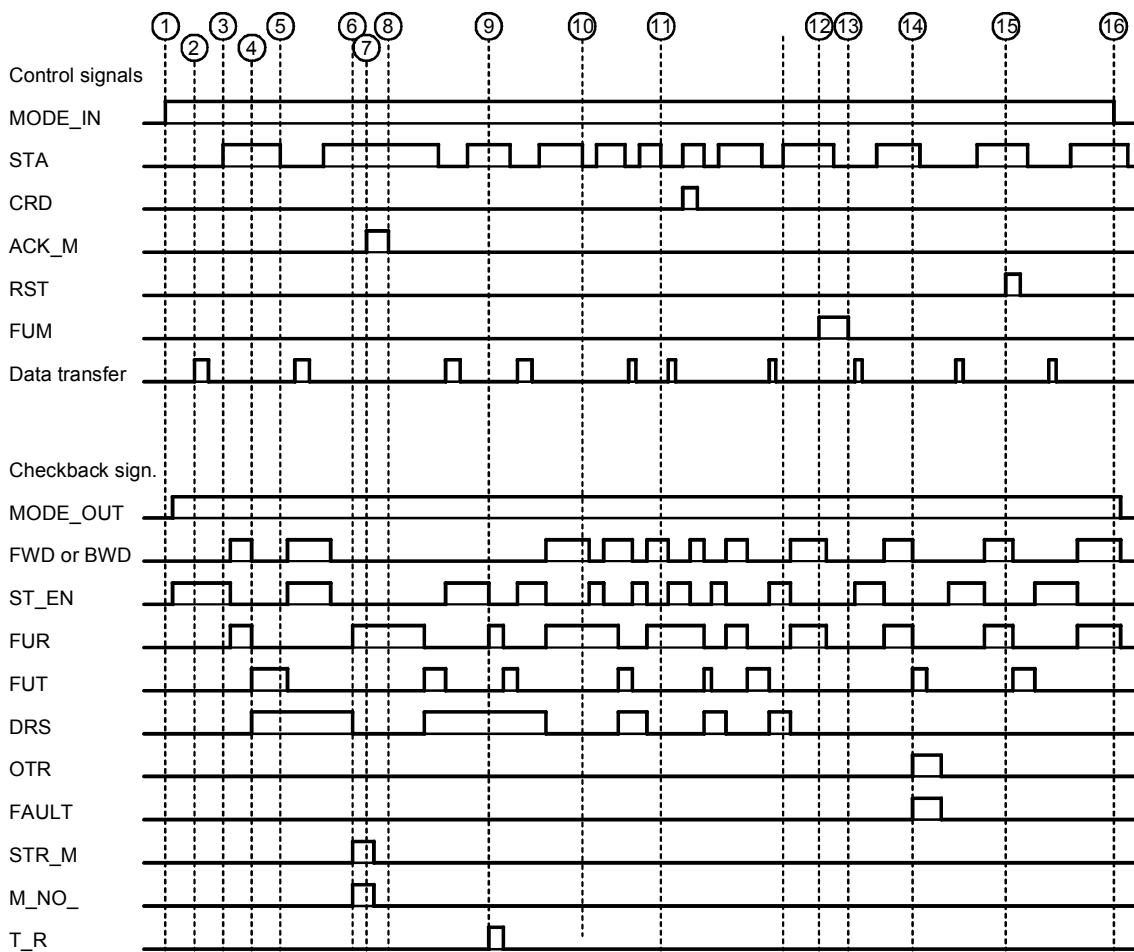 1 3 5 6 8 9 10 11 12 13 14 15 16
2 4 7
Control signals
MODE_IN
STA
CRD
ACK_M
RST
FUM
Data transfer
Checkback sign.
MODE_OUT
FWD or BWD
ST_EN
FUR
FUT
DRS
OTR
FAULT
STR_M
M_NO_
T_R